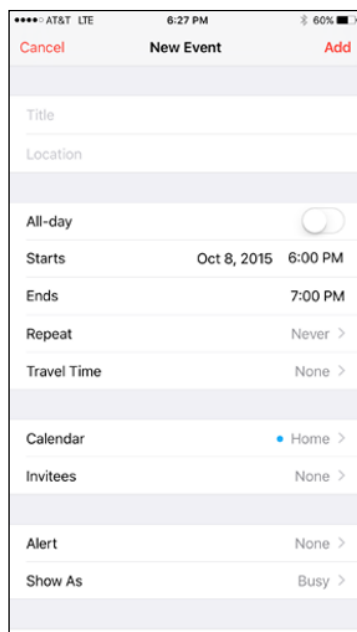 AT&T LTE 6:27 PM 60%
Cancel New Event Add
Title
Location
All-day
Starts Oct 8, 2015 6:00 PM
Ends 7:00 PM
Repeat Never
Travel Time None
Calendar Home
Invitees None
Alert None
Show As Busy